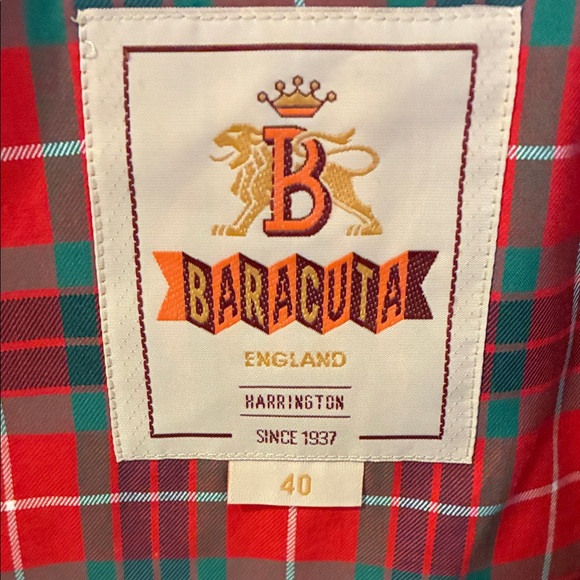 B
BARACUTA
ENGLAND
HARRINGTON
SINCE 1937
40